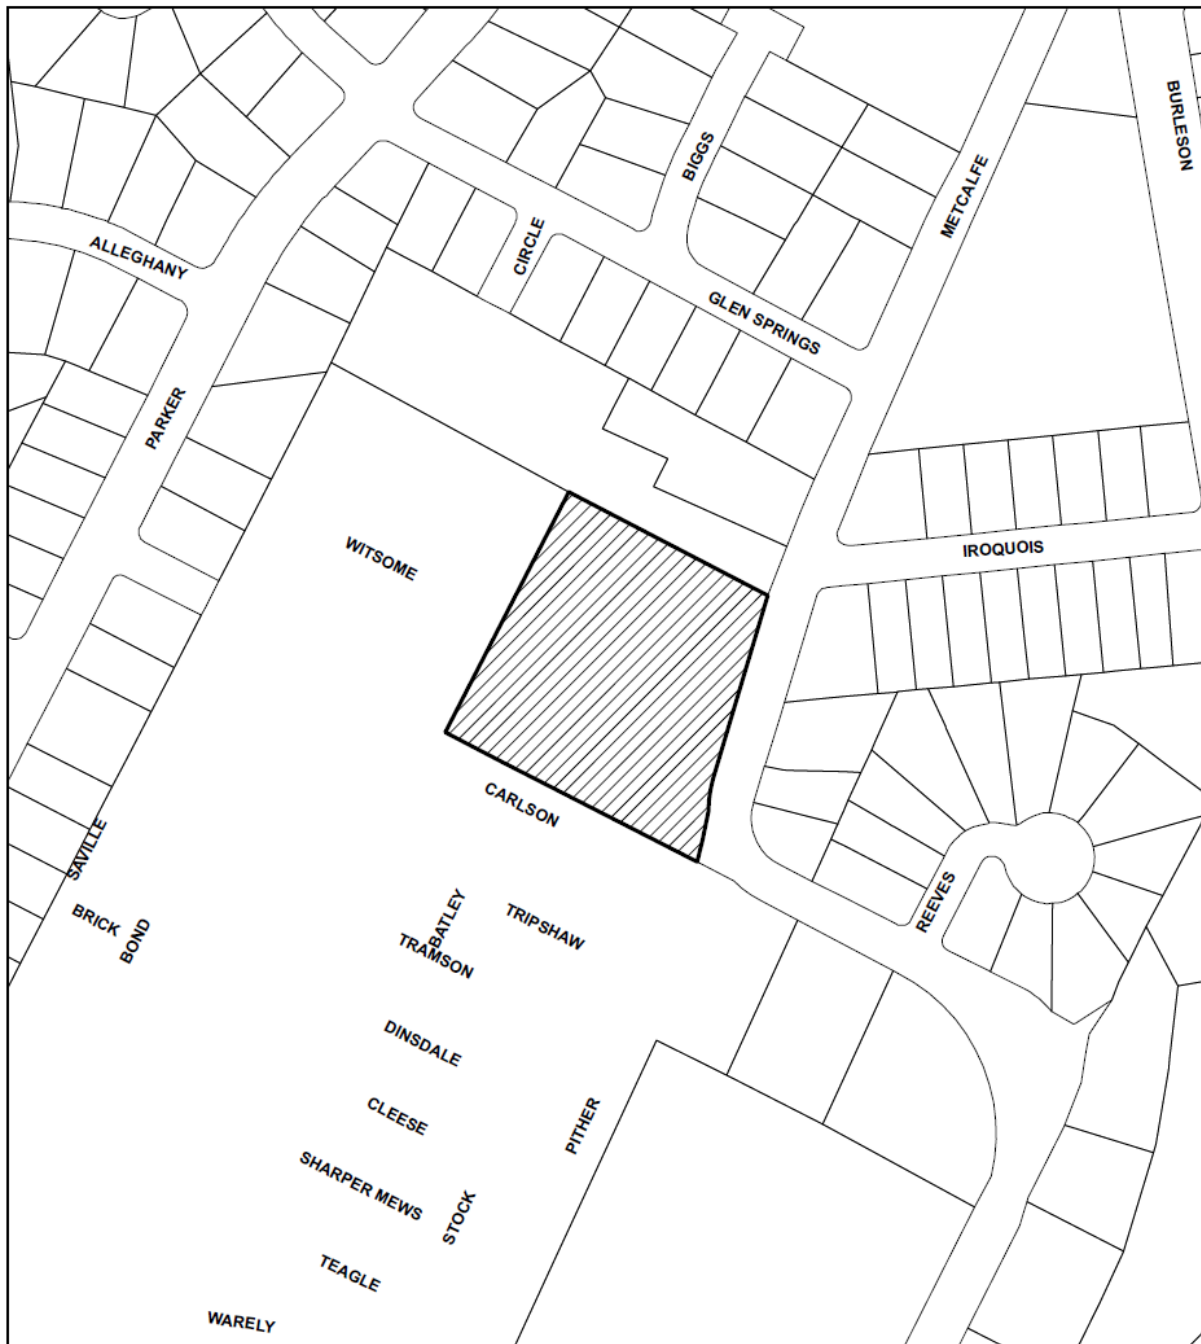 BURLESON
BIGGS
METCALFE
CIRCLE
ALLEGHANY
GLEN SPRINGS
PARKER
IROQUOIS
WITSOME
CARLSON
SAVILLE
REEVES
BRICK
BOND
BATLEY
TRIPSHAW
TRAMSON
DINSDALE
CLEESE
PITHER
SHARPER MEWS
STOCK
TEAGLE
WARELY